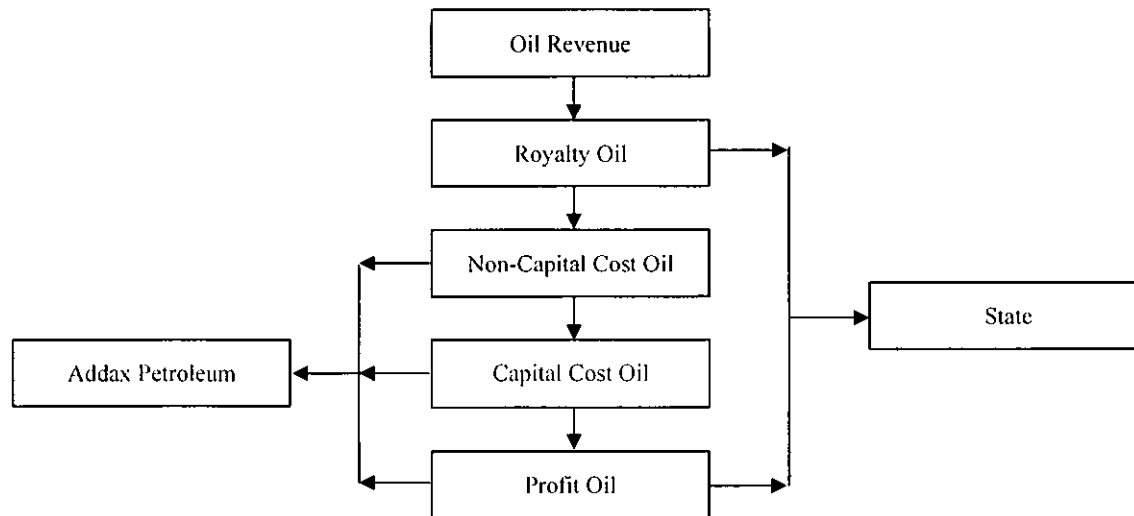 Oil Revenue
Royalty Oil
Non-Capital Cost Oil
State
Addax Petroleum
Capital Cost Oil
Profit Oil